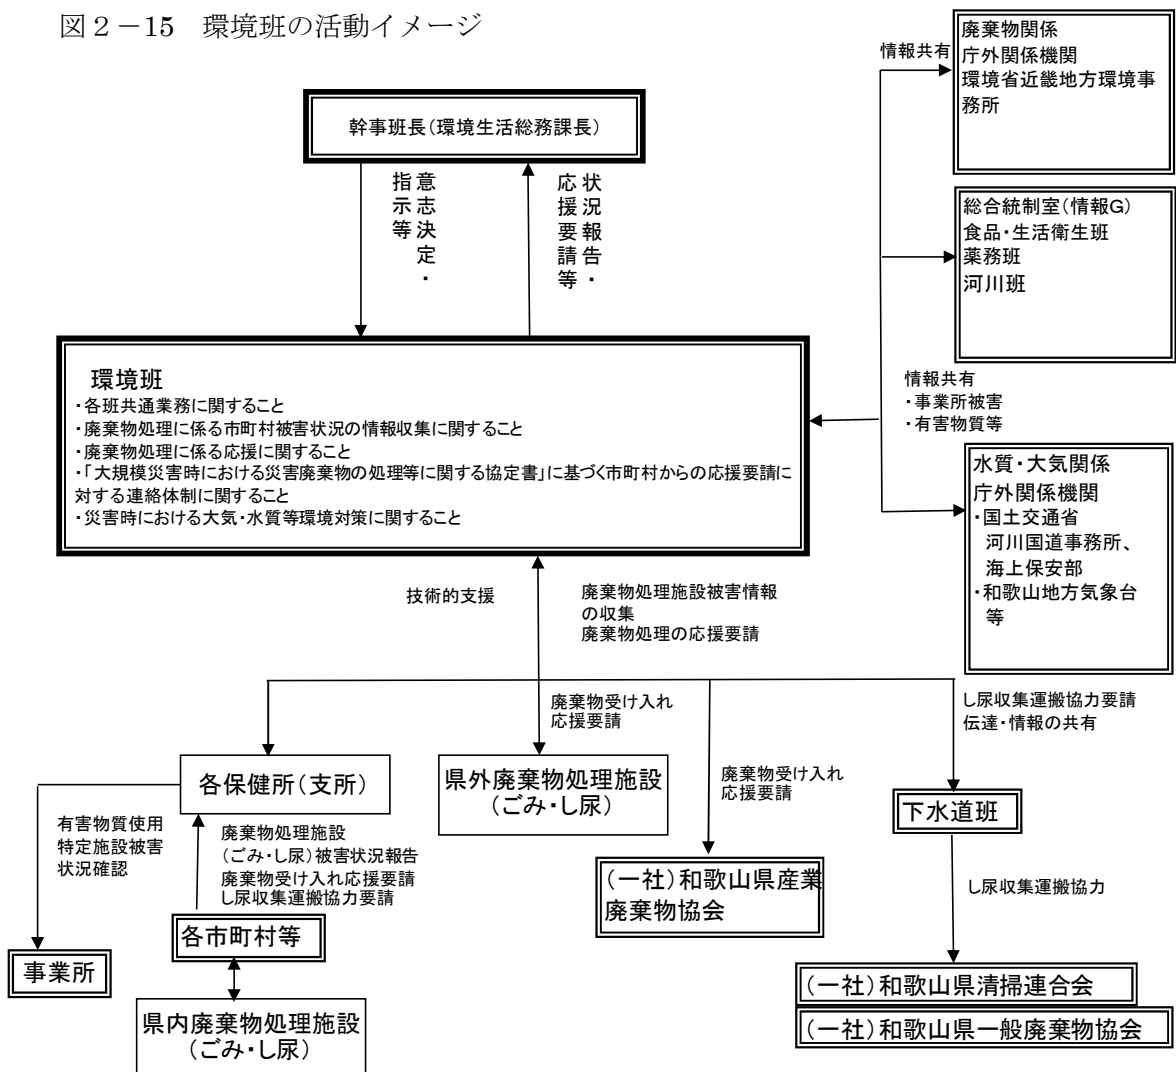 図2-15 環境班の活動イメージ
幹事班長(環境生活総務課長)
意志決定・
指示等
状況報告・
応援要請等
情報共有
廃棄物関係
庁外関係機関
環境省近畿地方環境事
務所
総合統制室(情報G)
食品・生活衛生班
薬務班
河川班
情報共有
・事業所被害
・有害物質等
水質・大気関係
庁外関係機関
・国土交通省
河川国道事務所、
海上保安部
・和歌山地方気象台
等
環境班
・各班共通業務に関すること
・廃棄物処理に係る市町村被害状況の情報収集に関すること
・廃棄物処理に係る応援に関すること
・「大規模災害時における災害廃棄物の処理等に関する協定書」に基づく市町村からの応援要請に
対する連絡体制に関すること
・災害時における大気・水質等環境対策に関すること
技術的支援
廃棄物処理施設被害情報
の収集
廃棄物処理の応援要請
廃棄物受け入れ
応援要請
し尿収集運搬協力要請
伝達・情報の共有
各保健所(支所)
県外廃棄物処理施設
(ごみ・し尿)
廃棄物受け入れ
応援要請
下水道班
有害物質使用
特定施設被害
状況確認
廃棄物処理施設
(ごみ・し尿)被害状況報告
廃棄物受け入れ応援要請
し尿収集運搬協力要請
(一社)和歌山県産業
廃棄物協会
し尿収集運搬協力
各市町村等
事業所
県内廃棄物処理施設
(ごみ・し尿)
(一社)和歌山県清掃連合会
(一社)和歌山県一般廃棄物協会